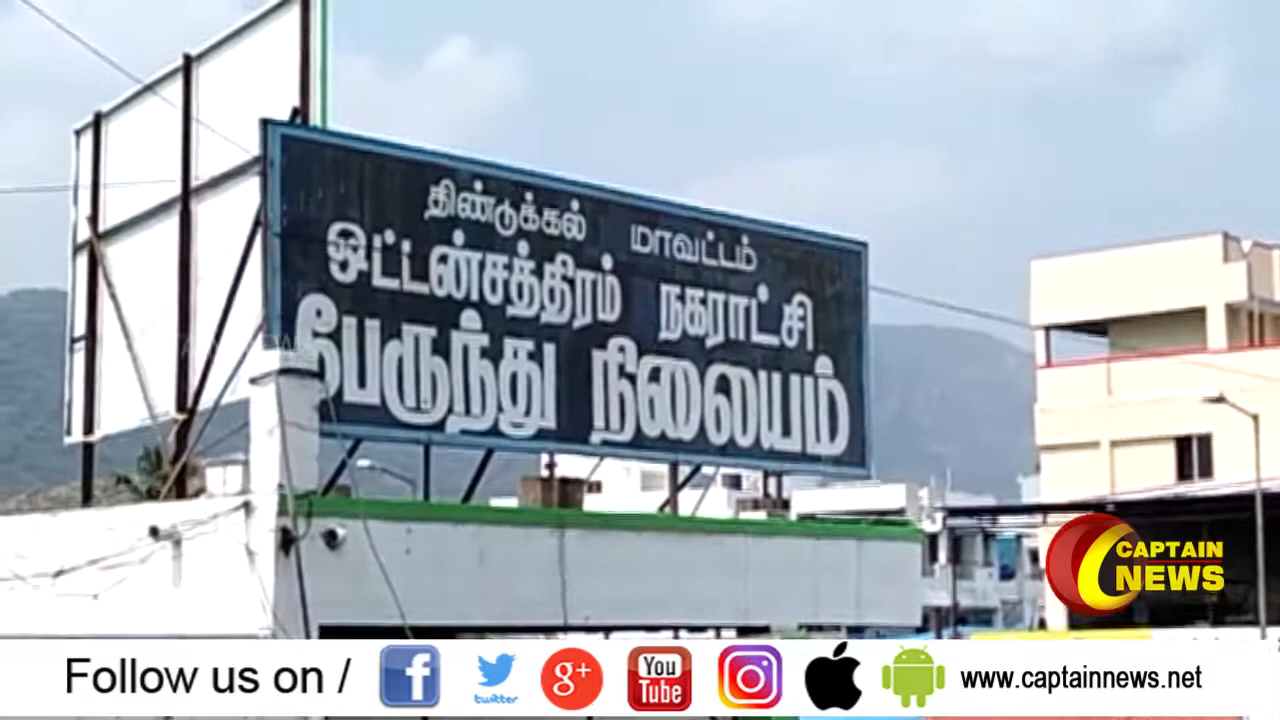 திண்டுக்கல் மாவட்டம்
ஒட்டன்சத்திரம் நகராட்சி
பேருந்து நிலையம்
CAPTAIN
NEWS
Follow us on /
twitter
g+
You
Tube
www.captainnews.net